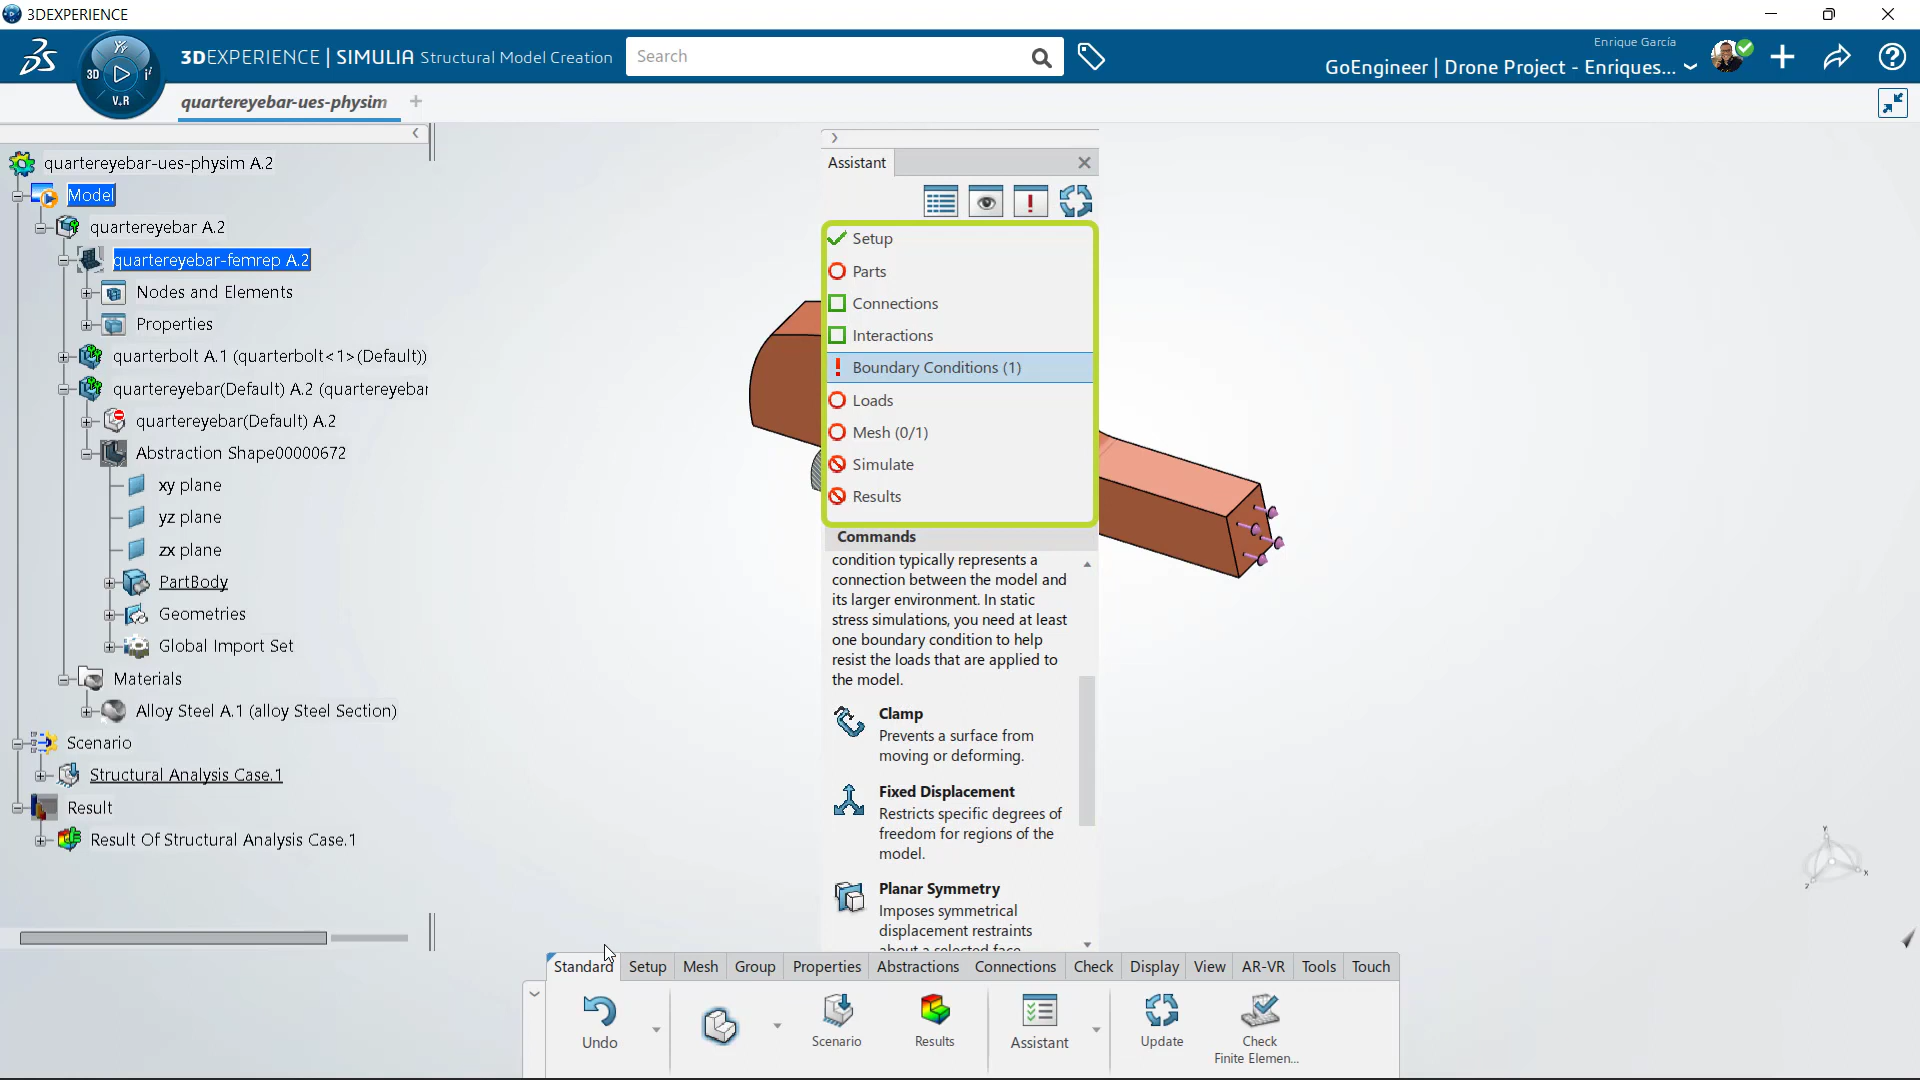 3DEXPERIENCE
3DEXPERIENCE | SIMULIA Structural Model Creation
Search
Enrique García
GoEngineer | Drone Project - Enriques...
3D
V.R
quartereyebar-ues-physim
quartereyebar-ues-physim A.2
Model
quartereyebar A.2
quartereyebar-femrep A.2
Nodes and Elements
Properties
quarterbolt A.1 (quarterbolt<1>(Default))
quartereyebar(Default) A.2 (quartereyebar
quartereyebar(Default) A.2
Abstraction Shape00000672
xy plane
yz plane
zx plane
PartBody
Geometries
Global Import Set
Materials
Alloy Steel A.1 (alloy Steel Section)
Scenario
Structural Analysis Case.1
Result
Result Of Structural Analysis Case.1
Assistant
Setup
Parts
Connections
Interactions
Boundary Conditions (1)
Loads
Mesh (0/1)
Simulate
Results
Commands
condition typically represents a
connection between the model and
its larger environment. In static
stress simulations, you need at least
one boundary condition to help
resist the loads that are applied to
the model.
Clamp
Prevents a surface from
moving or deforming.
Fixed Displacement
Restricts specific degrees of
freedom for regions of the
model.
Planar Symmetry
Imposes symmetrical
displacement restraints
about a selected face
Y
X
Z
Standard Setup Mesh Group Properties Abstractions Connections Check Display View AR-VR Tools Touch
Undo
Scenario
Results
Assistant
Update
Check
Finite Elemen...